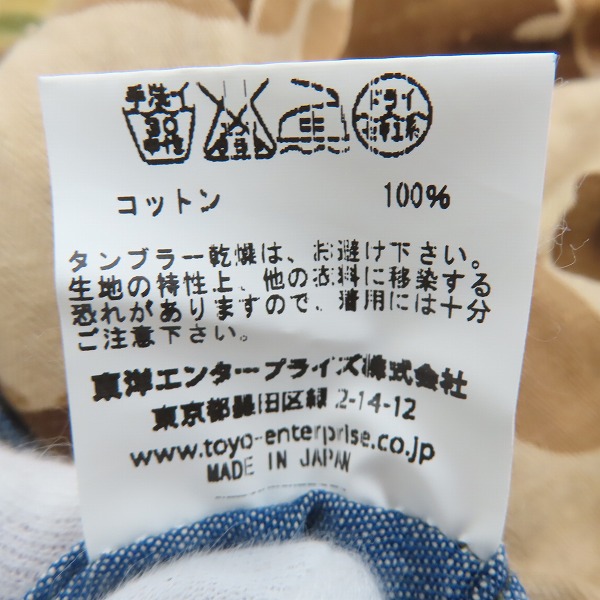 手洗イ ドライ
30
中性
コットン 100%
タンブラー乾燥は、お避け下さい。
生地の特性上、他の衣料に移染する
恐れがありますので、着用には十分
ご注意下さい。
東洋エンタープライズ株式会社
東京都墨田区緑 2-14-12
www.toyo-enterprise.co.jp
MADE IN JAPAN